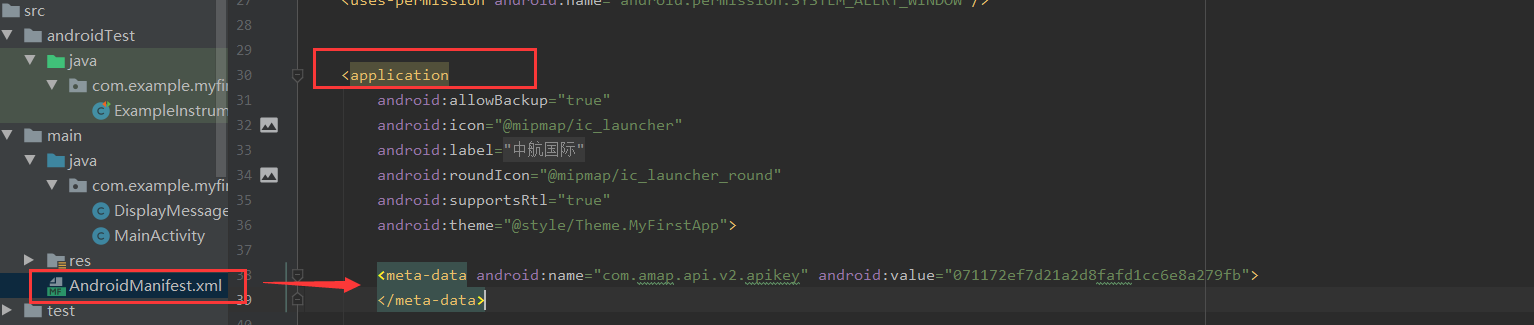 src
androidTest
java
com.example.myfir
ExampleInstrum
main
java
com.example.myfir
DisplayMessage
MainActivity
res
AndroidManifest.xml
test
27 <uses-permission android:name="android.permission.SYSTEM_ALERT_WINDOW"/>
28
29
30 <application
31 android:allowBackup="true"
32 android:icon="@mipmap/ic_launcher"
33 android:label="中航国际"
34 android:roundIcon="@mipmap/ic_launcher_round"
35 android:supportsRtl="true"
36 android:theme="@style/Theme.MyFirstApp">
37
38 <meta-data android:name="com.amap.api.v2.apikey" android:value="071172ef7d21a2d8fafd1cc6e8a279fb">
39 </meta-data>
40